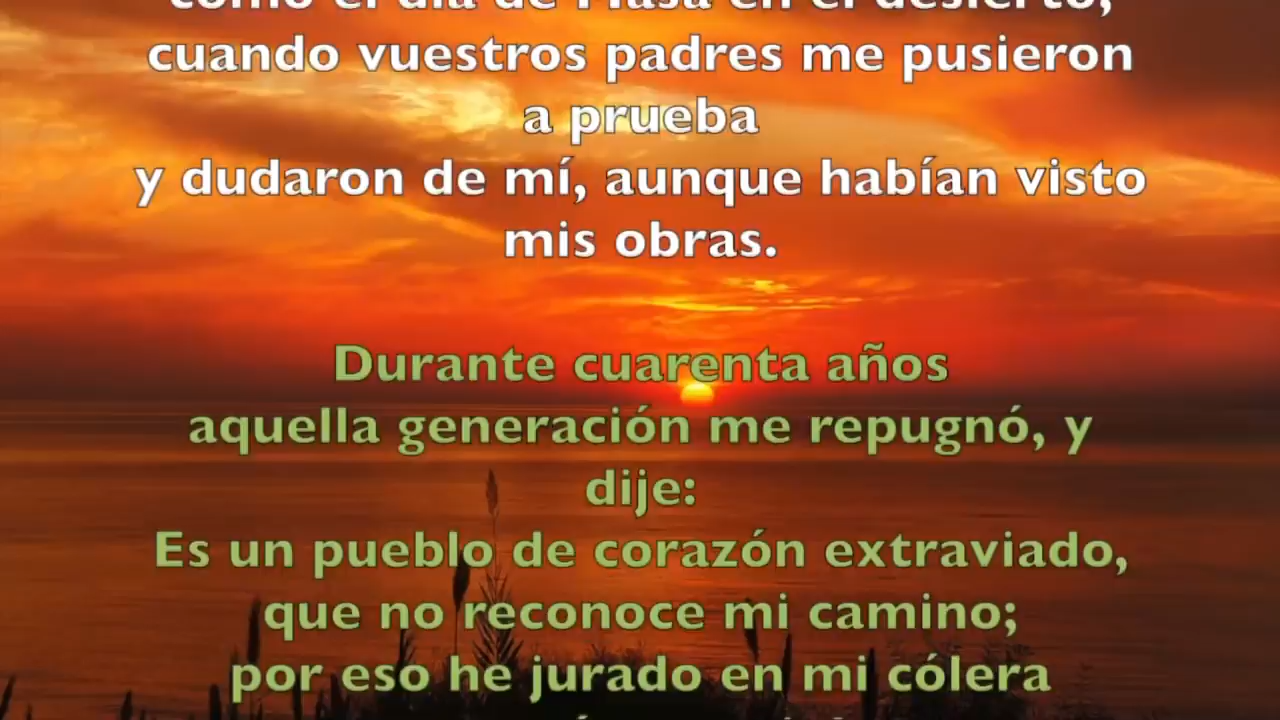 como el día de Masá en el desierto,
cuando vuestros padres me pusieron
a prueba
y dudaron de mí, aunque habían visto
mis obras.
Durante cuarenta años
aquella generación me repugnó, y
dije:
Es un pueblo de corazón extraviado,
que no reconoce mi camino;
por eso he jurado en mi cólera